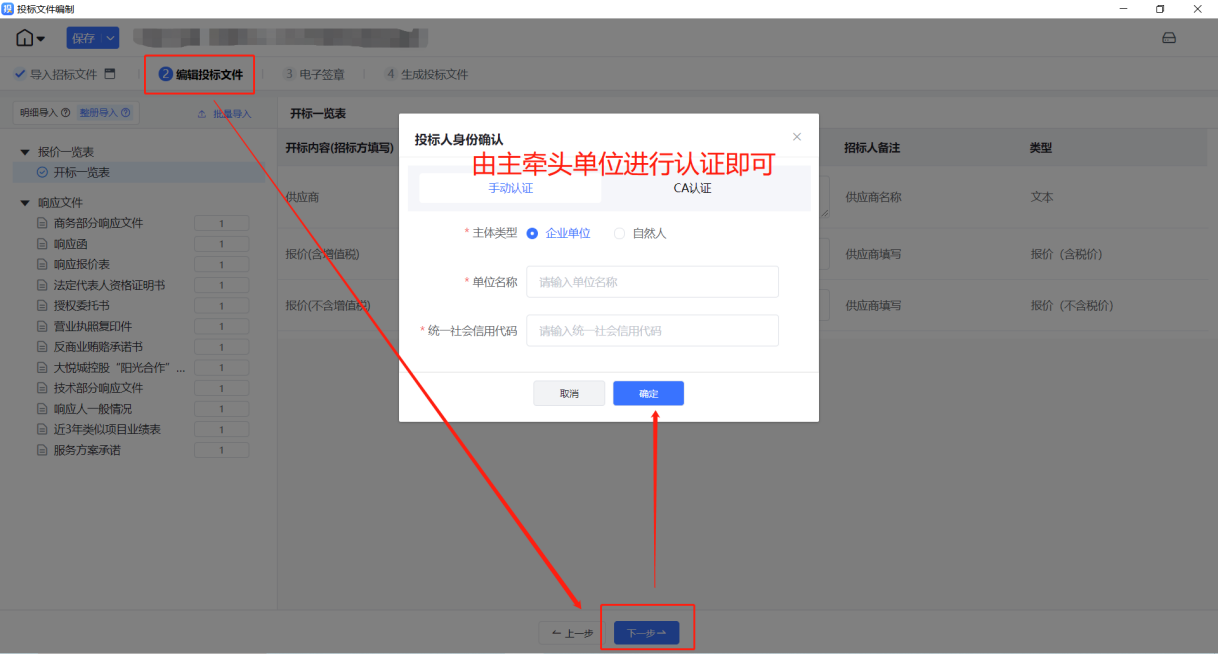 投标文件编制
保存
导入招标文件
2 编辑投标文件
3 电子签章
4 生成投标文件
明细导入
整册导入
批量导入
报价一览表
开标一览表
响应文件
商务部分响应文件 1
响应函 1
响应报价表 1
法定代表人资格证明书 1
授权委托书 1
营业执照复印件 1
反商业贿赂承诺书 1
大悦城控股“阳光合作”... 1
技术部分响应文件 1
响应人一般情况 1
近3年类似项目业绩表 1
服务方案承诺 1
开标一览表
开标内容(招标方填写) 招标人备注 类型
供应商 供应商名称 文本
报价(含增值税) 供应商填写 报价（含税价）
报价(不含增值税) 供应商填写 报价（不含税价）
投标人身份确认
由主牵头单位进行认证即可
手动认证 CA认证
* 主体类型 企业单位 自然人
* 单位名称 请输入单位名称
* 统一社会信用代码 请输入统一社会信用代码
取消 确定
上一步 下一步